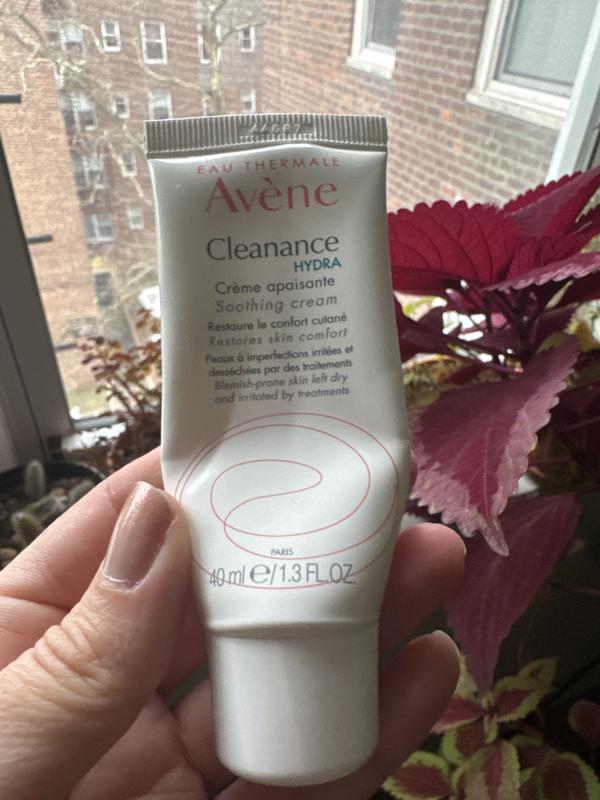 EAU THERMALE
Avène
Cleanance
HYDRA
Crème apaisante
Soothing cream
Restaure le confort cutané
Restores skin comfort
Peaux à imperfections irritées et
desséchées par des traitements
Blemish-prone skin left dry
and irritated by treatments
PARIS
40 ml e/1.3 FL.OZ.